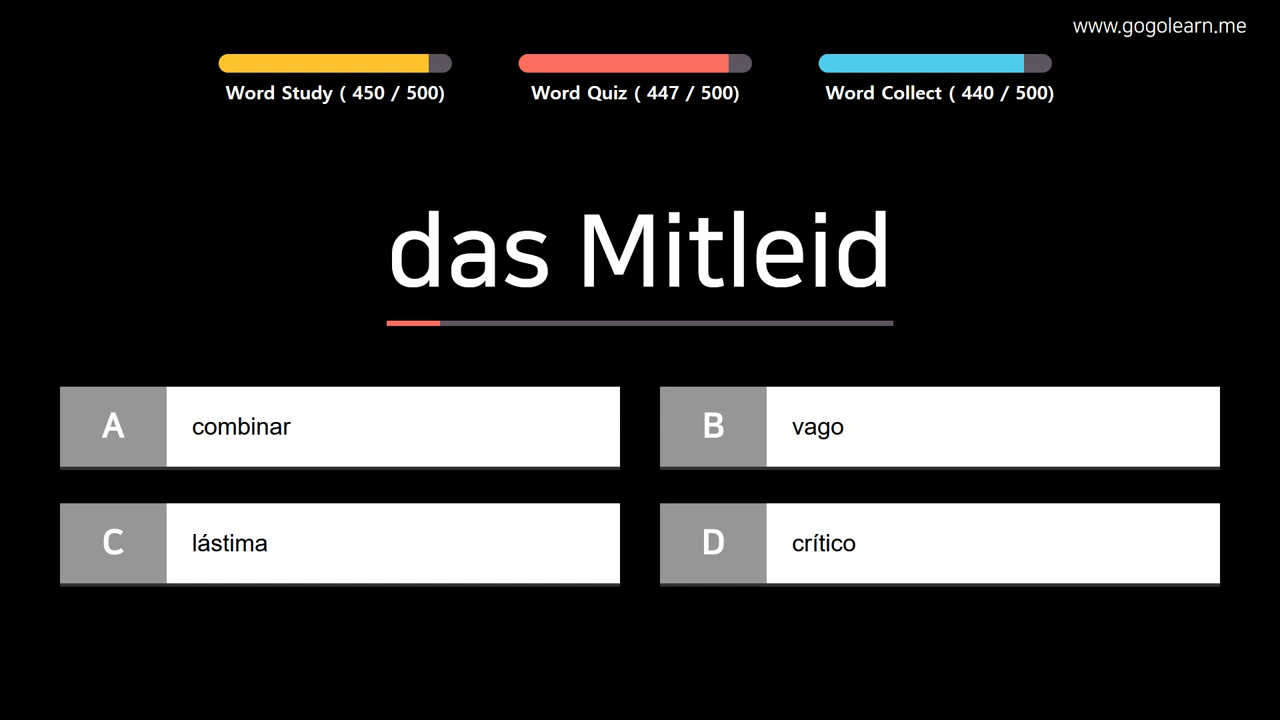 www.gogolearn.me
Word Study ( 450 / 500)
Word Quiz ( 447 / 500)
Word Collect ( 440 / 500)
das Mitleid
A combinar
B vago
C lástima
D crítico